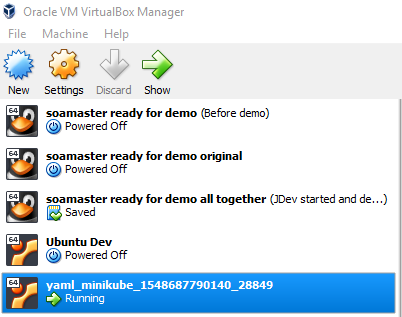 Oracle VM VirtualBox Manager
File Machine Help
New Settings Discard Show
64 soamaster ready for demo (Before demo)
Powered Off
64 soamaster ready for demo original
Powered Off
64 soamaster ready for demo all together (JDev started and de...)
Saved
64 Ubuntu Dev
Powered Off
64 yaml_minikube_1548687790140_28849
Running